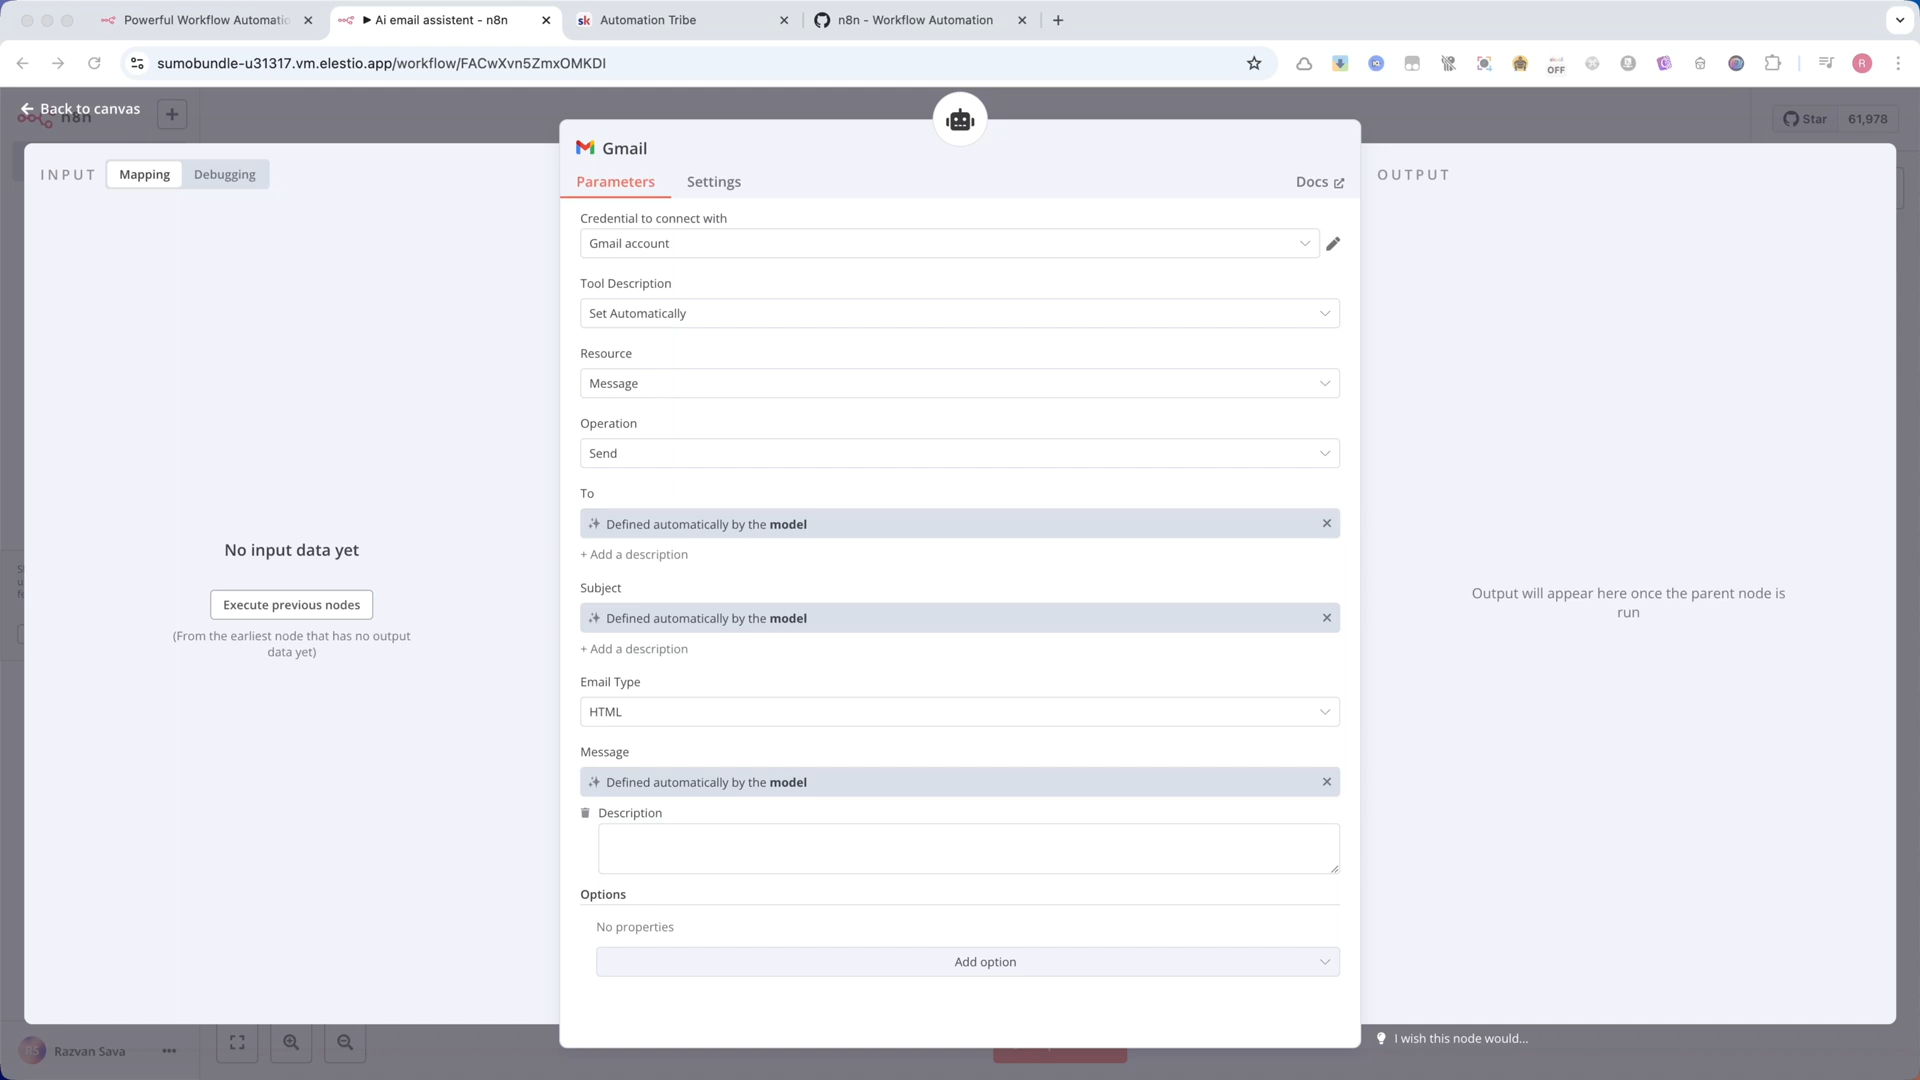 Powerful Workflow Automatio
Ai email assistent - n8n
sk Automation Tribe
n8n - Workflow Automation
sumobundle-u31317.vm.elestio.app/workflow/FACwXvn5ZmxOMKDI
OFF
R
Back to canvas
n8n
Star 61,978
Gmail
INPUT Mapping Debugging
Parameters Settings
Docs
OUTPUT
Credential to connect with
Gmail account
Tool Description
Set Automatically
Resource
Message
Operation
Send
To
Defined automatically by the model
+ Add a description
Subject
Defined automatically by the model
+ Add a description
Email Type
HTML
Message
Defined automatically by the model
Description
Options
No properties
Add option
No input data yet
Execute previous nodes
(From the earliest node that has no output
data yet)
Output will appear here once the parent node is
run
I wish this node would...
RS Razvan Sava